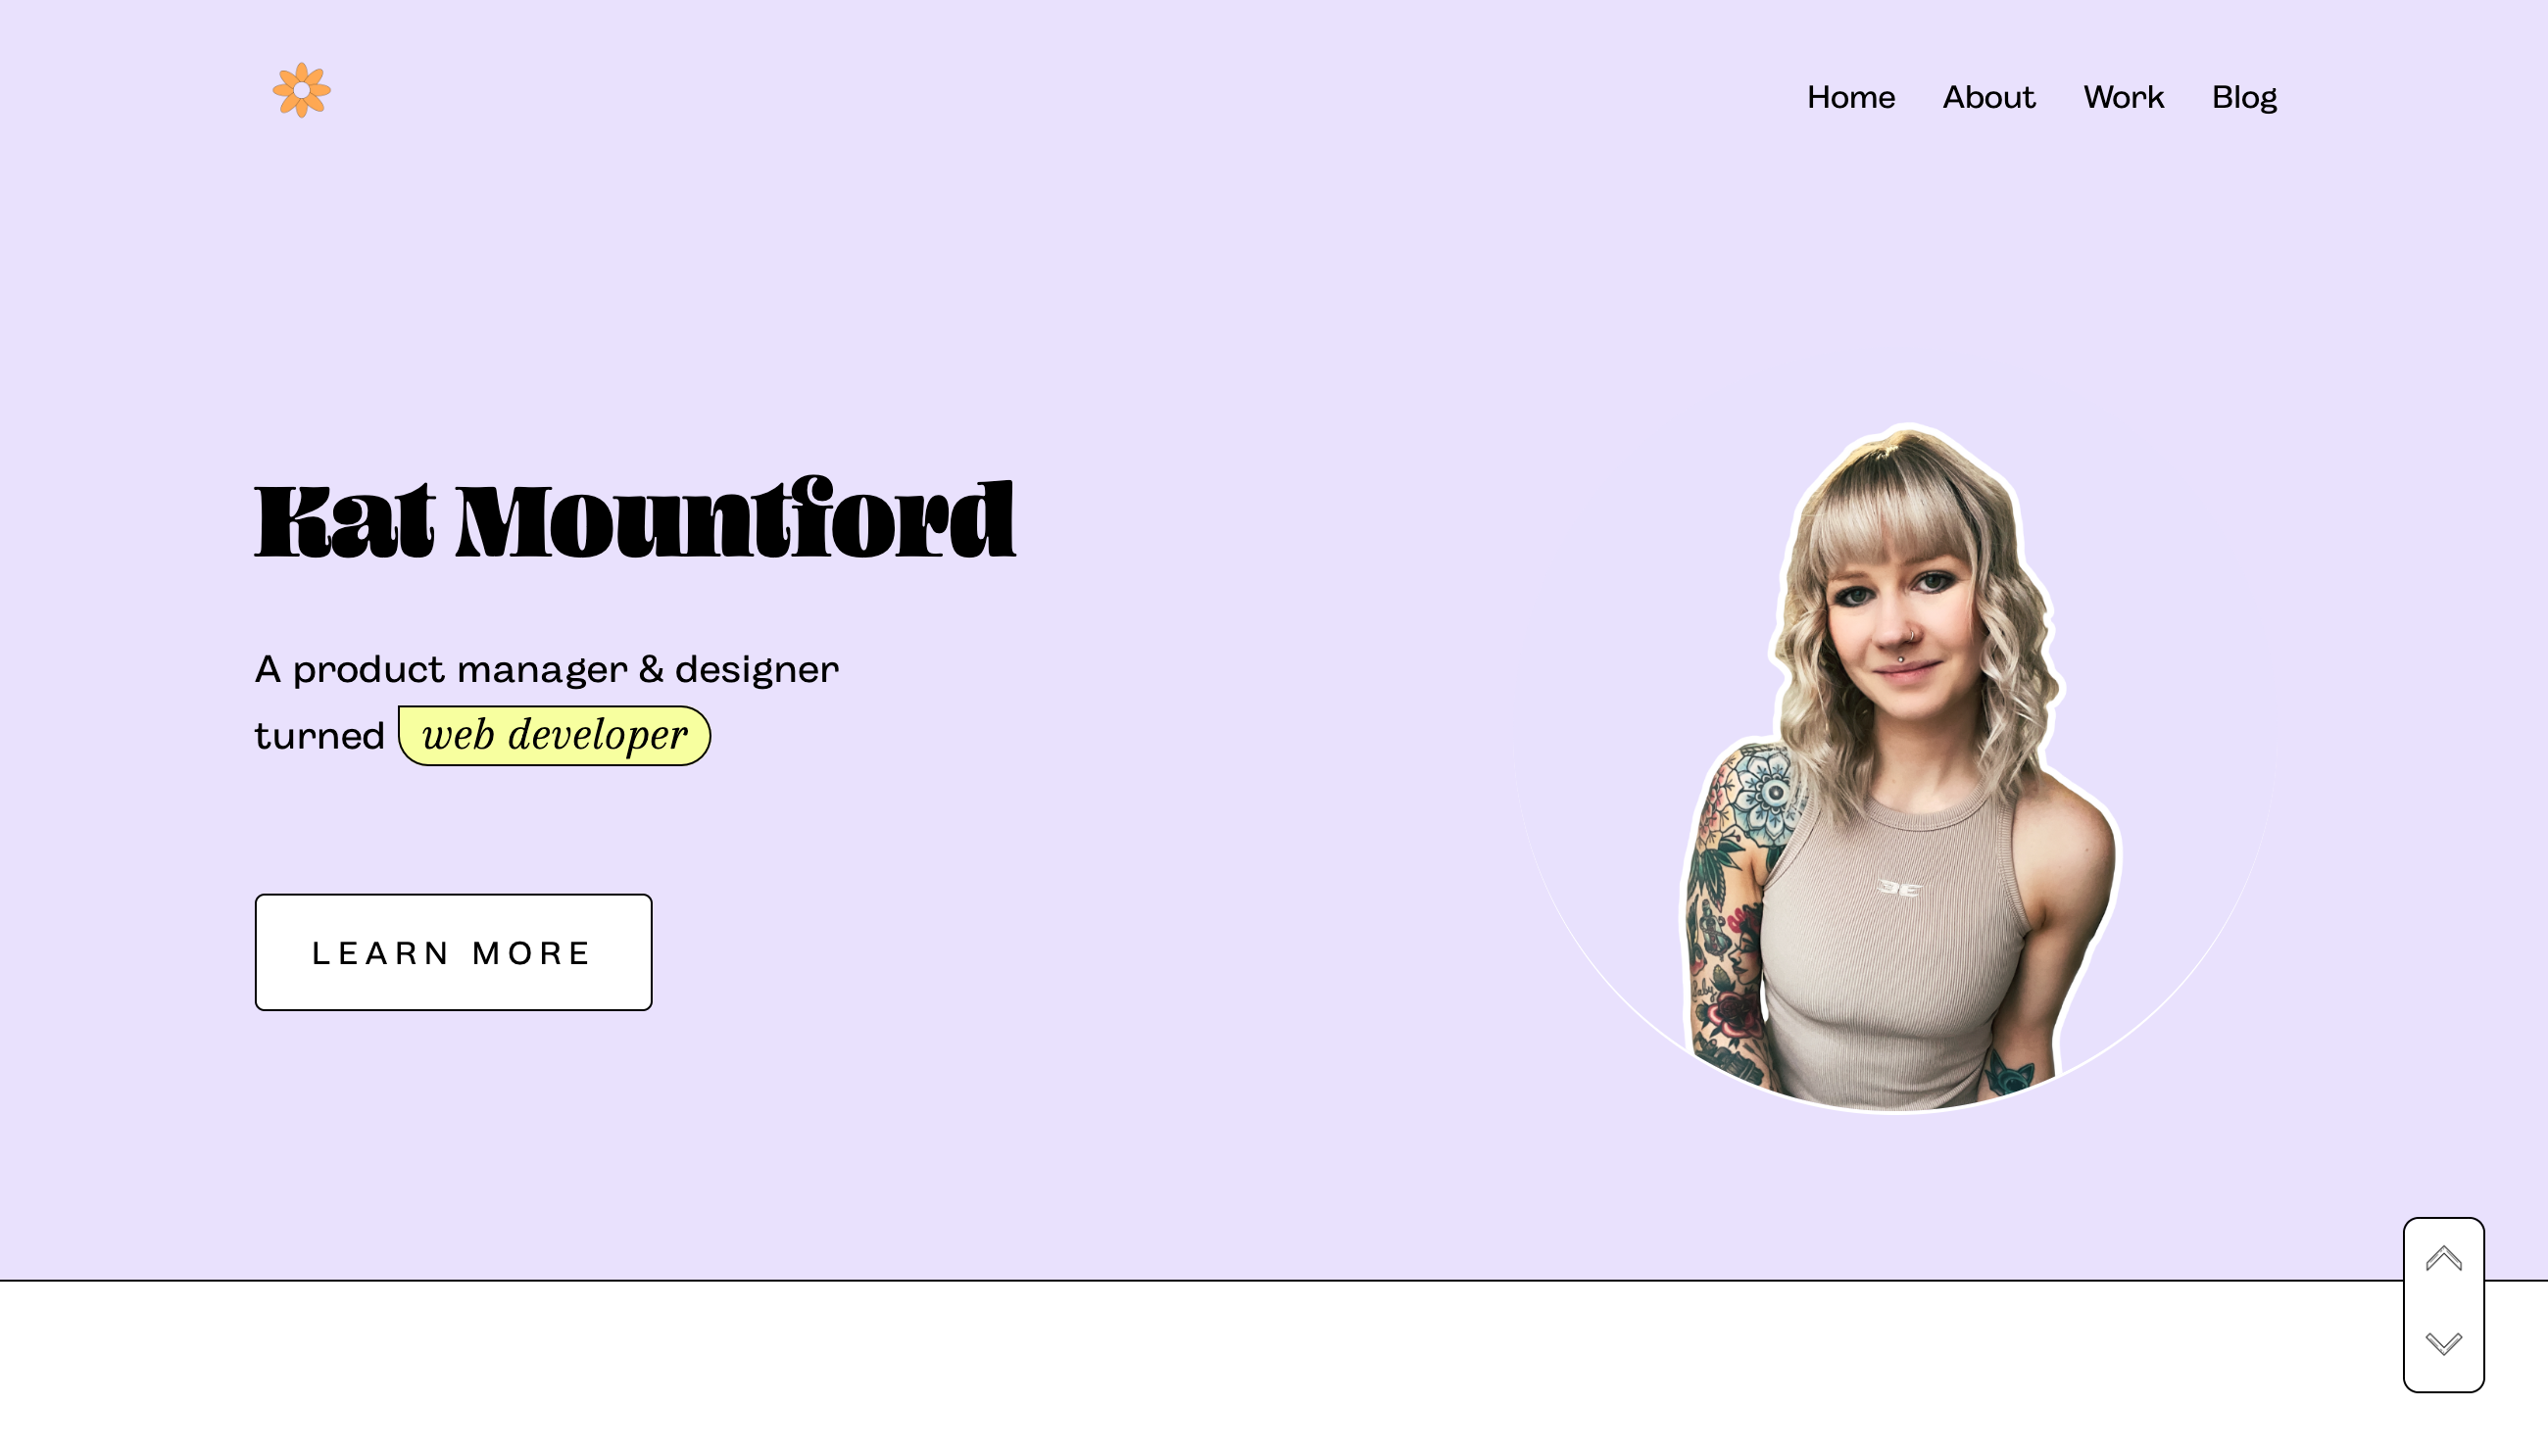 Home About Work Blog
Kat Mountford
A product manager & designer
turned web developer
LEARN MORE